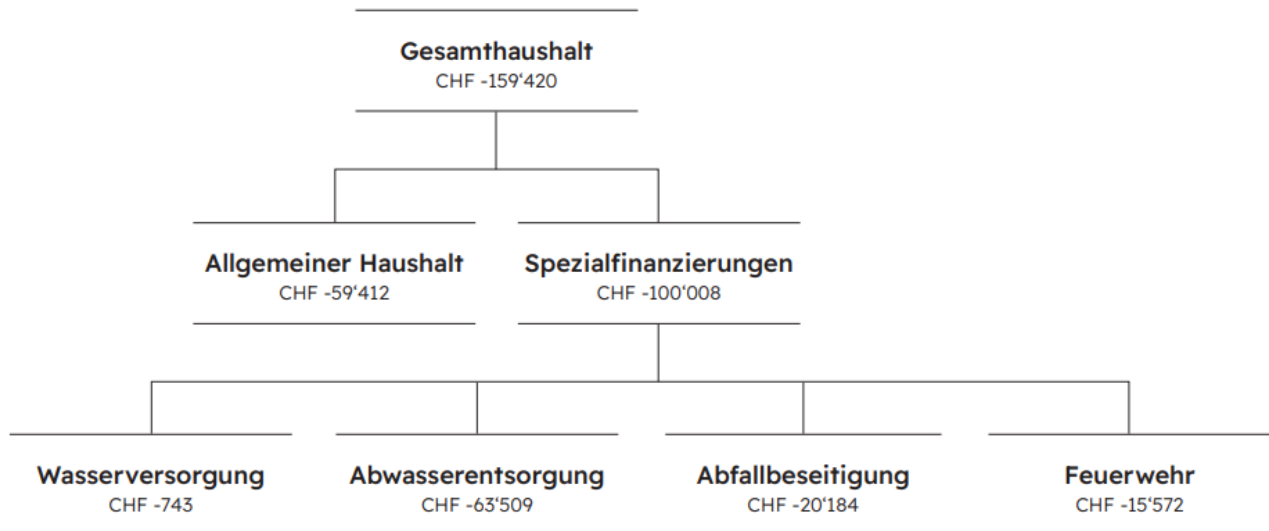 Gesamthaushalt
CHF -159‘420
Allgemeiner Haushalt
CHF -59‘412
Spezialfinanzierungen
CHF -100‘008
Wasserversorgung
CHF -743
Abwasserentsorgung
CHF -63‘509
Abfallbeseitigung
CHF -20‘184
Feuerwehr
CHF -15‘572